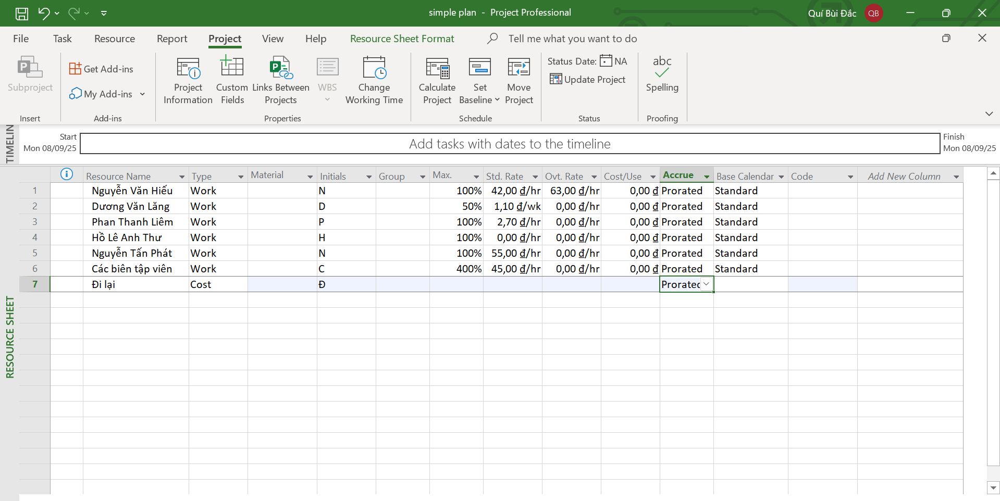 simple plan - Project Professional
Quí Bùi Đắc QB
File Task Resource Report Project View Help Resource Sheet Format Tell me what you want to do
Subproject
Insert
Get Add-ins
My Add-ins
Add-ins
Project Information
Custom Fields
Links Between Projects
WBS
Change Working Time
Properties
Calculate Project
Set Baseline
Move Project
Schedule
Status Date: NA
Update Project
Status
abc
Spelling
Proofing
TIMELIN
Start
Mon 08/09/25
Add tasks with dates to the timeline
Finish
Mon 08/09/25
RESOURCE SHEET
Resource Name Type Material Initials Group Max. Std. Rate Ovt. Rate Cost/Use Accrue Base Calendar Code Add New Column
1 Nguyễn Văn Hiếu Work N 100% 42,00 ₫/hr 63,00 ₫/hr 0,00 ₫ Prorated Standard
2 Dương Văn Lăng Work D 50% 1,10 ₫/wk 0,00 ₫/hr 0,00 ₫ Prorated Standard
3 Phan Thanh Liêm Work P 100% 2,70 ₫/hr 0,00 ₫/hr 0,00 ₫ Prorated Standard
4 Hồ Lê Anh Thư Work H 100% 0,00 ₫/hr 0,00 ₫/hr 0,00 ₫ Prorated Standard
5 Nguyễn Tấn Phát Work N 100% 55,00 ₫/hr 0,00 ₫/hr 0,00 ₫ Prorated Standard
6 Các biên tập viên Work C 400% 45,00 ₫/hr 0,00 ₫/hr 0,00 ₫ Prorated Standard
7 Đi lại Cost Đ Prorated